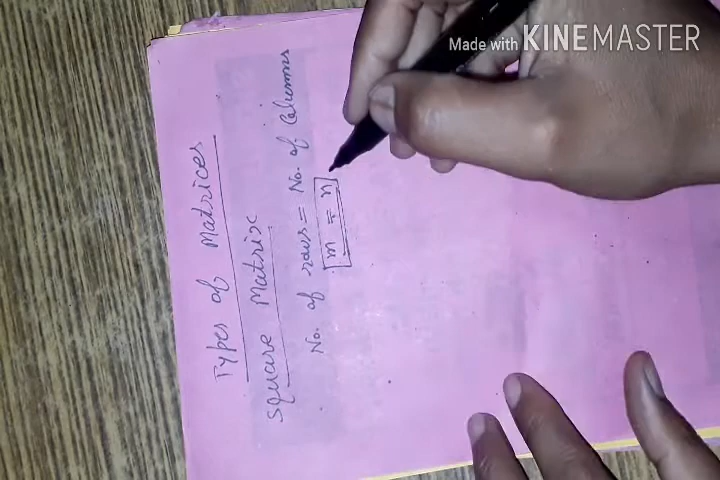 Types of Matrices
Square Matrix
No. of rows = No. of Columns
m = n
Made with KINEMASTER